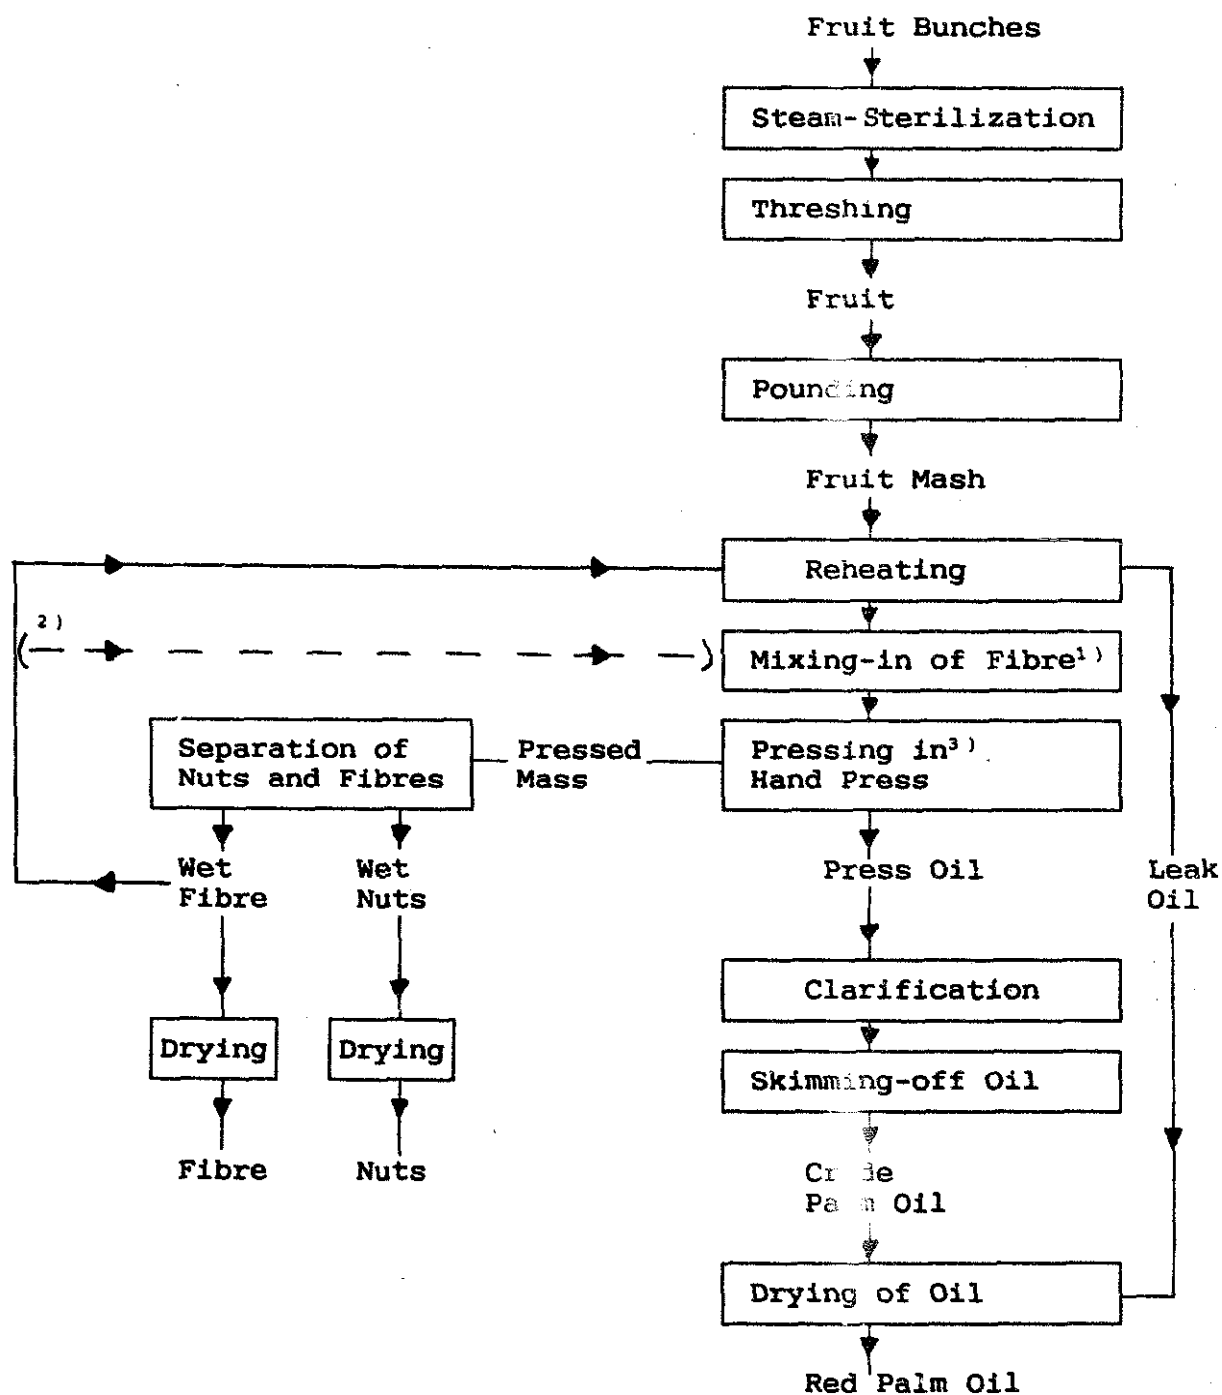 Fruit Bunches
Steam-Sterilization
Threshing
Fruit
Pounding
Fruit Mash
Reheating
2)
Mixing-in of Fibre1)
Separation of
Nuts and Fibres
Pressed
Mass
Pressing in3)
Hand Press
Wet
Fibre
Wet
Nuts
Press Oil
Leak
Oil
Clarification
Drying
Drying
Skimming-off Oil
Fibre
Nuts
Crude
Palm Oil
Drying of Oil
Red Palm Oil